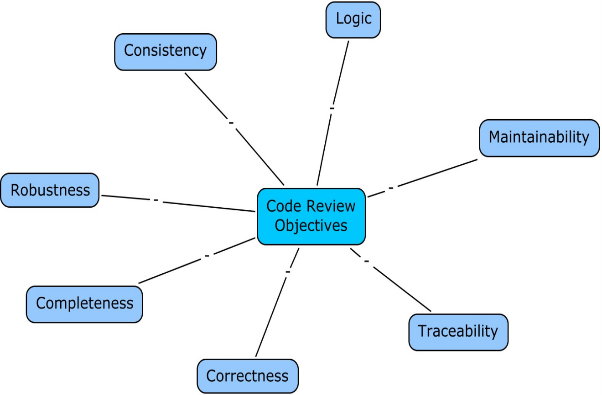 Logic
Consistency
Maintainability
Robustness
Code Review
Objectives
Completeness
Traceability
Correctness